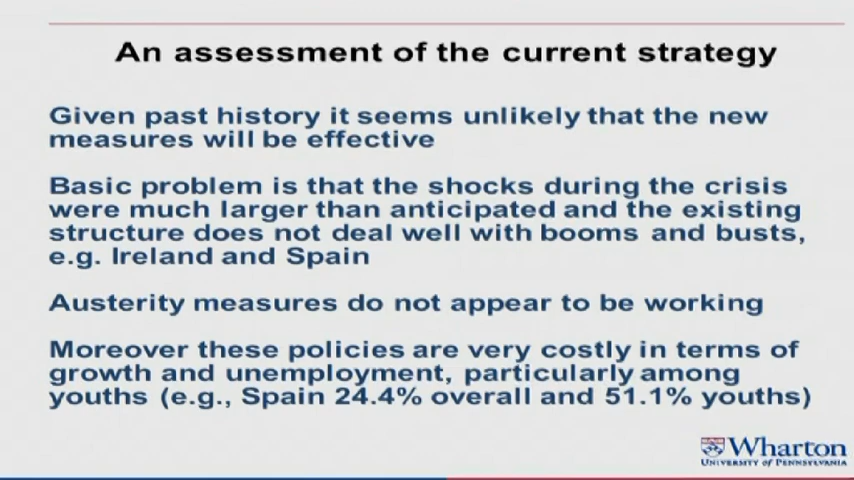 An assessment of the current strategy
Given past history it seems unlikely that the new
measures will be effective
Basic problem is that the shocks during the crisis
were much larger than anticipated and the existing
structure does not deal well with booms and busts,
e.g. Ireland and Spain
Austerity measures do not appear to be working
Moreover these policies are very costly in terms of
growth and unemployment, particularly among
youths (e.g., Spain 24.4% overall and 51.1% youths)
Wharton
UNIVERSITY of PENNSYLVANIA